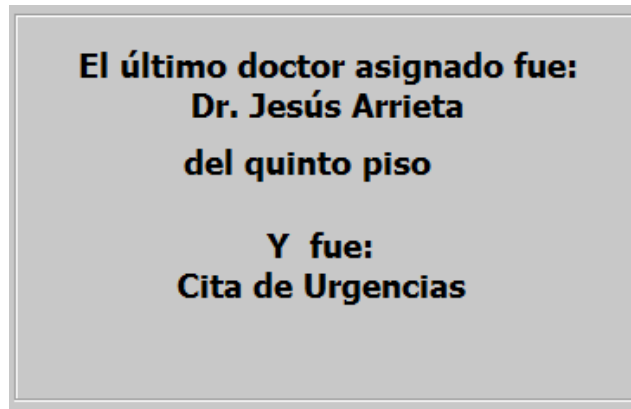 El último doctor asignado fue:
Dr. Jesús Arrieta
del quinto piso
Y fue:
Cita de Urgencias